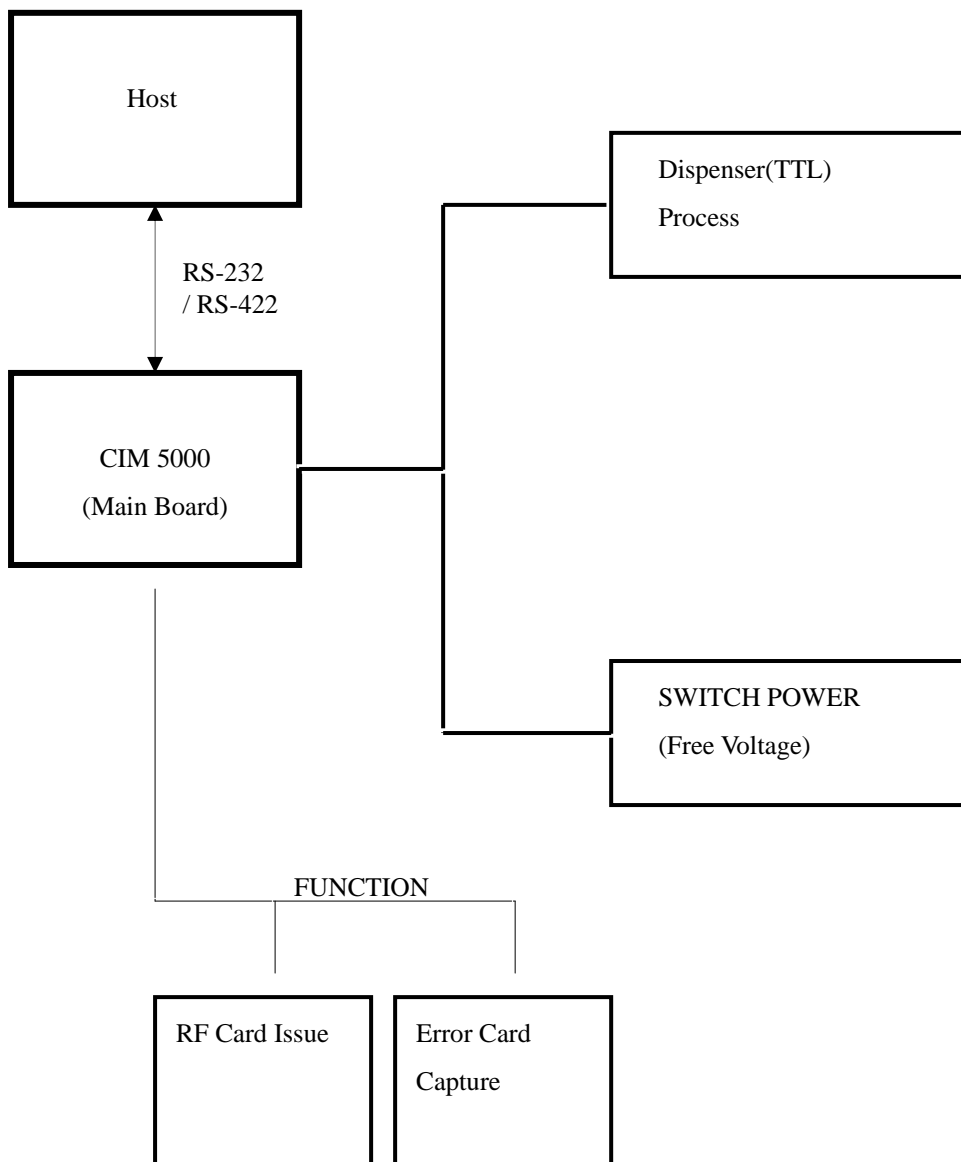 Host
Dispenser(TTL)
Process
RS-232
/ RS-422
CIM 5000
(Main Board)
SWITCH POWER
(Free Voltage)
FUNCTION
RF Card Issue
Error Card
Capture